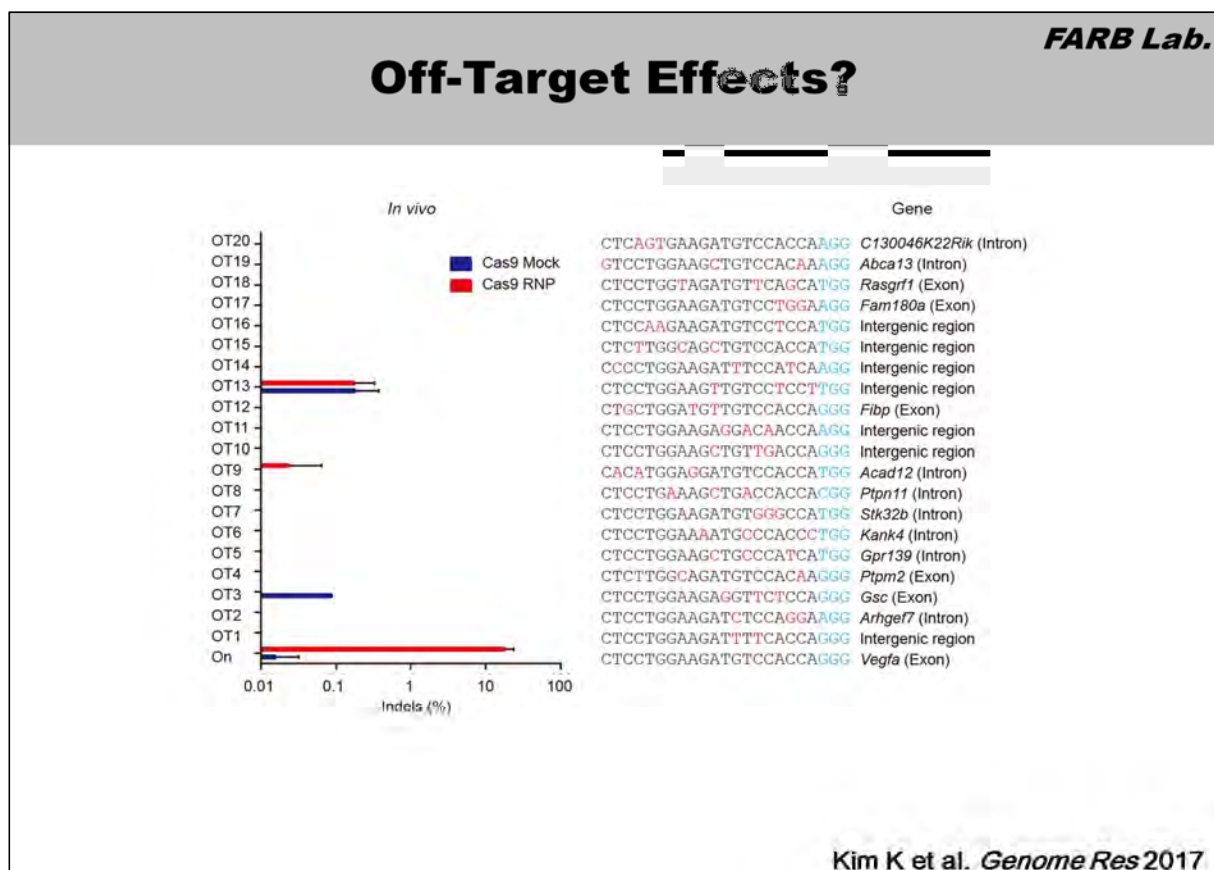 FARB Lab.
Off-Target Effects?
In vivo
Gene
Cas9 Mock
Cas9 RNP
OT20 CTCAGTGAAGATGTCCACCAAGG C130046K22Rik (Intron)
OT19 GTCCTGGAAGCTGTCCACAAAGG Abca13 (Intron)
OT18 CTCCTGGTAGATGTTCAGCATGG Rasgrf1 (Exon)
OT17 CTCCTGGAAGATGTCCTGGAAGG Fam180a (Exon)
OT16 CTCCAAGAAGATGTCCTCCATGG Intergenic region
OT15 CTCTTGGCAGCTGTCCACCATGG Intergenic region
OT14 CCCCTGGAAGATTTCCATCAAGG Intergenic region
OT13 CTCCTGGAAGTTGTCCTCCTTGG Intergenic region
OT12 CTGCTGGATGTTGTCCACCAGGG Fibp (Exon)
OT11 CTCCTGGAAGAGGACAACCAAGG Intergenic region
OT10 CTCCTGGAAGCTGTTGACCAGGG Intergenic region
OT9 CACATGGAGGATGTCCACCATGG Acad12 (Intron)
OT8 CTCCTGAAAGCTGACCACCACGG Ptpn11 (Intron)
OT7 CTCCTGGAAGATGTGGGCCATGG Stk32b (Intron)
OT6 CTCCTGGAAAATGCCCACCCTGG Kank4 (Intron)
OT5 CTCCTGGAAGCTGCCCATCATGG Gpr139 (Intron)
OT4 CTCTTGGCAGATGTCCACAAGGG Ptpm2 (Exon)
OT3 CTCCTGGAAGAGGTTCTCCAGGG Gsc (Exon)
OT2 CTCCTGGAAGATCTCCAGGAAGG Arhgef7 (Intron)
OT1 CTCCTGGAAGATTTTCACCAGGG Intergenic region
On CTCCTGGAAGATGTCCACCAGGG Vegfa (Exon)
0.01 0.1 1 10 100
Indels (%)
Kim K et al. Genome Res 2017